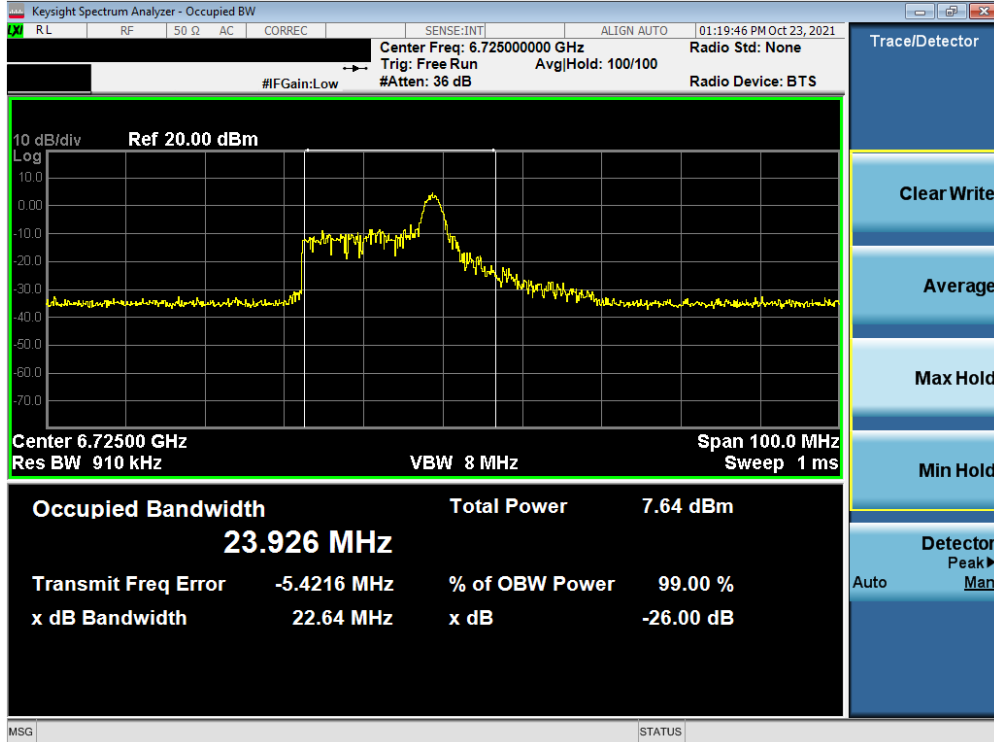 Keysight Spectrum Analyzer - Occupied BW
LXI RL RF 50 Ω AC CORREC SENSE:INT ALIGN AUTO 01:19:46 PM Oct 23, 2021
Center Freq: 6.725000000 GHz Radio Std: None
Trig: Free Run Avg|Hold: 100/100
#IFGain:Low #Atten: 36 dB Radio Device: BTS
Trace/Detector
10 dB/div Ref 20.00 dBm
Log
10.0
0.00
-10.0
-20.0
-30.0
-40.0
-50.0
-60.0
-70.0
Center 6.72500 GHz Span 100.0 MHz
Res BW 910 kHz VBW 8 MHz Sweep 1 ms
Occupied Bandwidth Total Power 7.64 dBm
23.926 MHz
Transmit Freq Error -5.4216 MHz % of OBW Power 99.00 %
x dB Bandwidth 22.64 MHz x dB -26.00 dB
Clear Write
Average
Max Hold
Min Hold
Detector
Peak▶
Auto Man
MSG STATUS